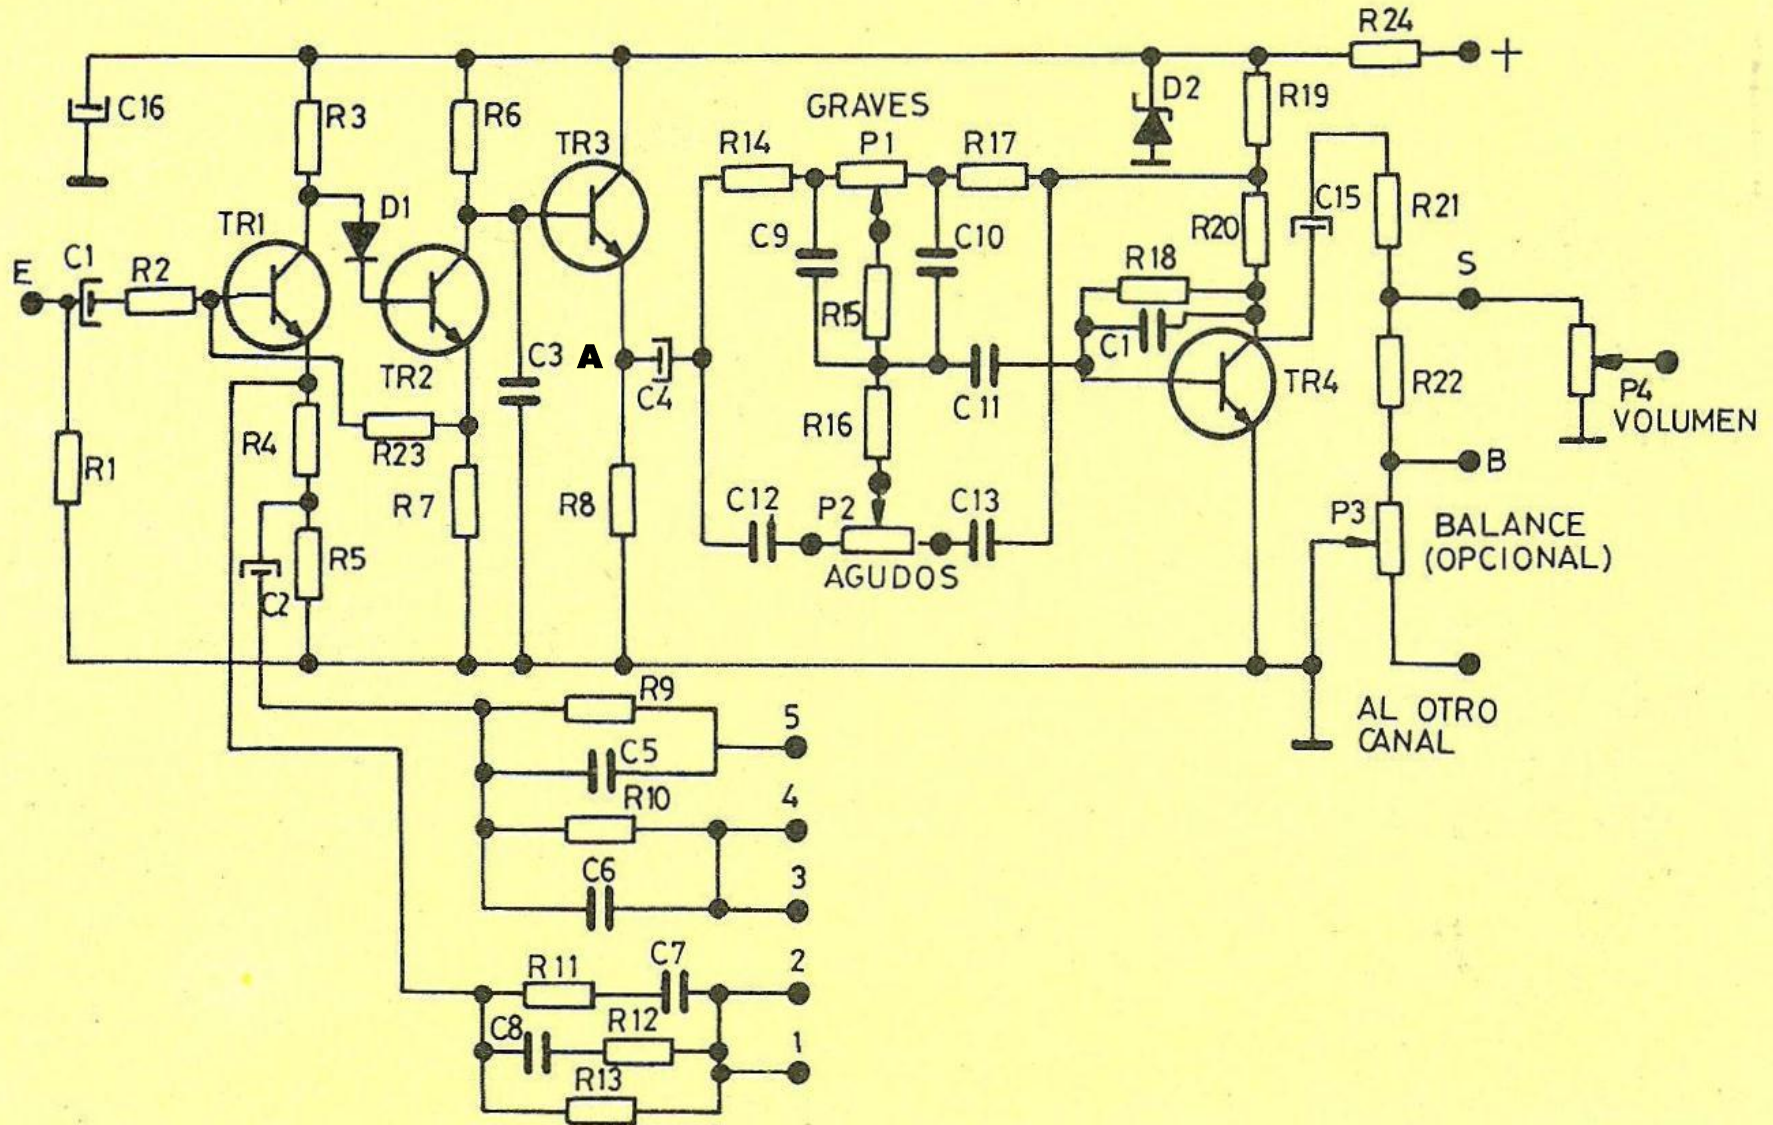 R24
+
C16
R3
R6
TR3
GRAVES
P1
D2
R19
R14
R17
TR1
D1
C9
C10
R20
C15
R21
E
C1
R2
R18
S
R15
TR2
C3
A
C4
C1
TR4
R22
P4
VOLUMEN
C11
R4
R23
R16
R1
R7
R8
C12
P2
C13
B
P3
BALANCE
(OPCIONAL)
R5
C2
AGUDOS
R9
5
AL OTRO
CANAL
C5
R10
4
C6
3
R11
C7
2
C8
R12
1
R13